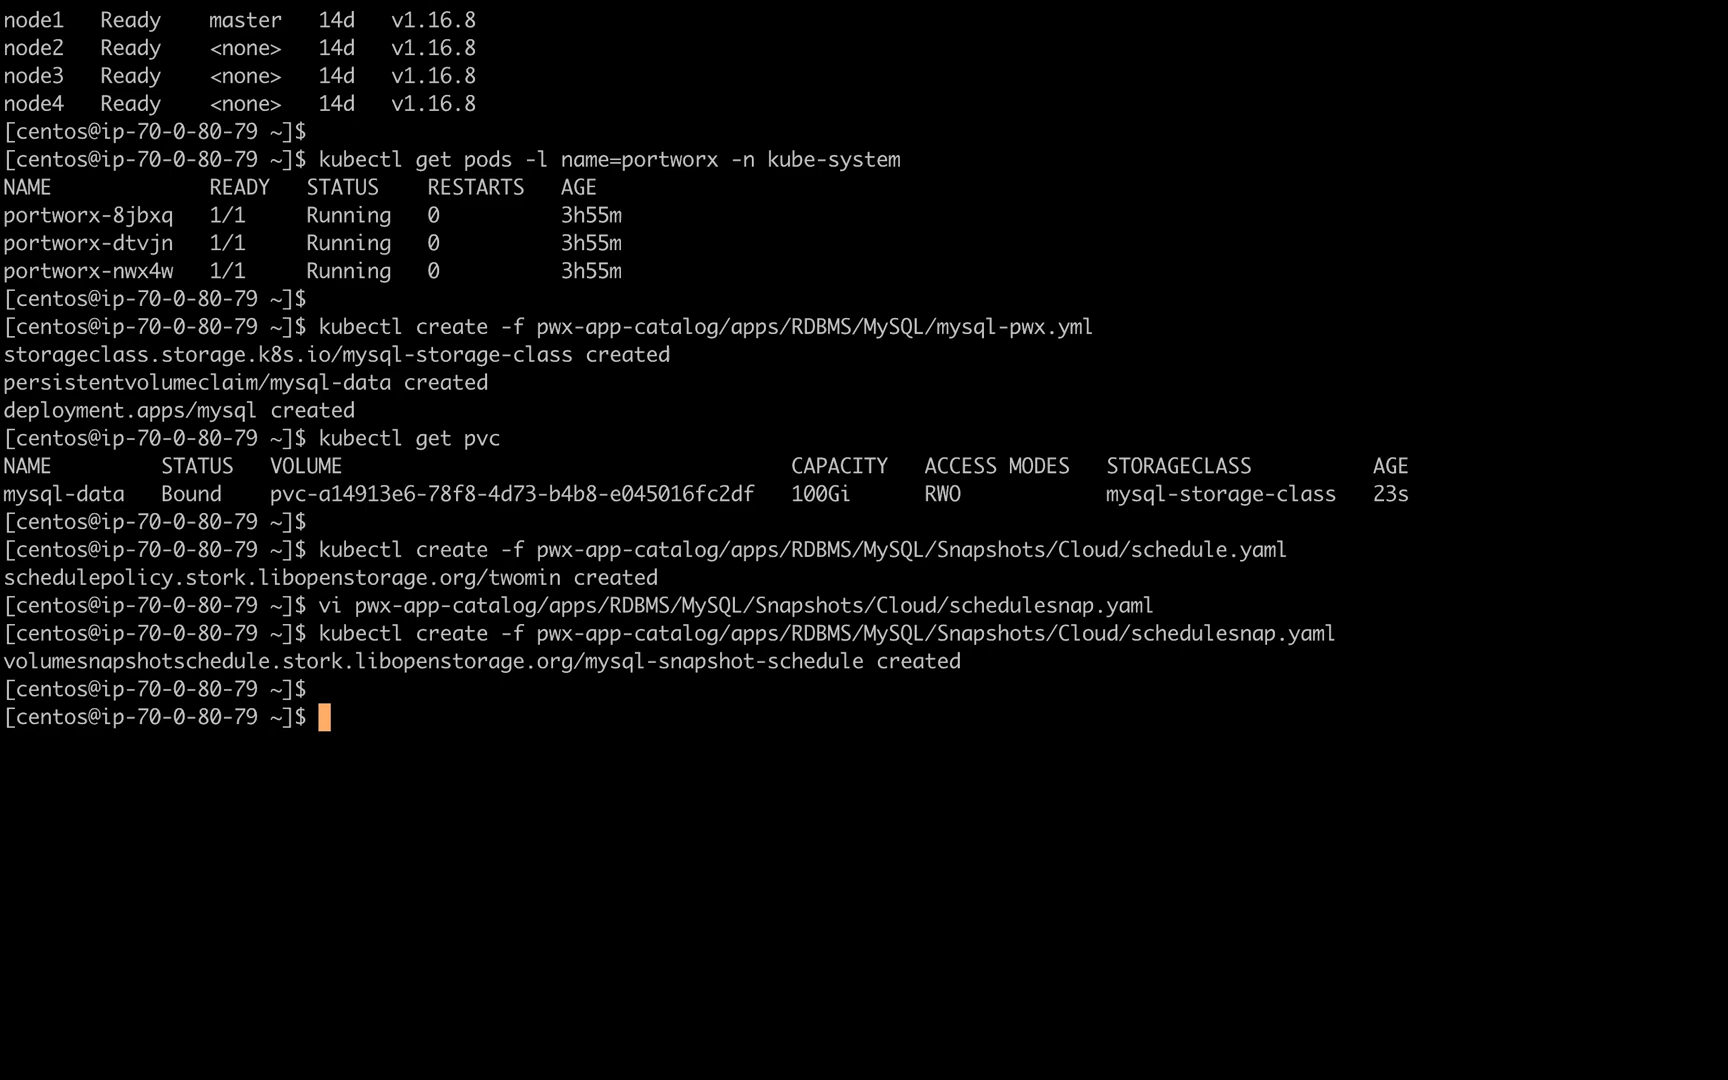 node1   Ready    master   14d   v1.16.8
node2   Ready    <none>   14d   v1.16.8
node3   Ready    <none>   14d   v1.16.8
node4   Ready    <none>   14d   v1.16.8
[centos@ip-70-0-80-79 ~]$
[centos@ip-70-0-80-79 ~]$ kubectl get pods -l name=portworx -n kube-system
NAME             READY   STATUS    RESTARTS   AGE
portworx-8jbxq   1/1     Running   0          3h55m
portworx-dtvjn   1/1     Running   0          3h55m
portworx-nwx4w   1/1     Running   0          3h55m
[centos@ip-70-0-80-79 ~]$
[centos@ip-70-0-80-79 ~]$ kubectl create -f pwx-app-catalog/apps/RDBMS/MySQL/mysql-pwx.yml
storageclass.storage.k8s.io/mysql-storage-class created
persistentvolumeclaim/mysql-data created
deployment.apps/mysql created
[centos@ip-70-0-80-79 ~]$ kubectl get pvc
NAME         STATUS   VOLUME                                     CAPACITY   ACCESS MODES   STORAGECLASS          AGE
mysql-data   Bound    pvc-a14913e6-78f8-4d73-b4b8-e045016fc2df   100Gi      RWO            mysql-storage-class   23s
[centos@ip-70-0-80-79 ~]$
[centos@ip-70-0-80-79 ~]$ kubectl create -f pwx-app-catalog/apps/RDBMS/MySQL/Snapshots/Cloud/schedule.yaml
schedulepolicy.stork.libopenstorage.org/twomin created
[centos@ip-70-0-80-79 ~]$ vi pwx-app-catalog/apps/RDBMS/MySQL/Snapshots/Cloud/schedulesnap.yaml
[centos@ip-70-0-80-79 ~]$ kubectl create -f pwx-app-catalog/apps/RDBMS/MySQL/Snapshots/Cloud/schedulesnap.yaml
volumesnapshotschedule.stork.libopenstorage.org/mysql-snapshot-schedule created
[centos@ip-70-0-80-79 ~]$
[centos@ip-70-0-80-79 ~]$